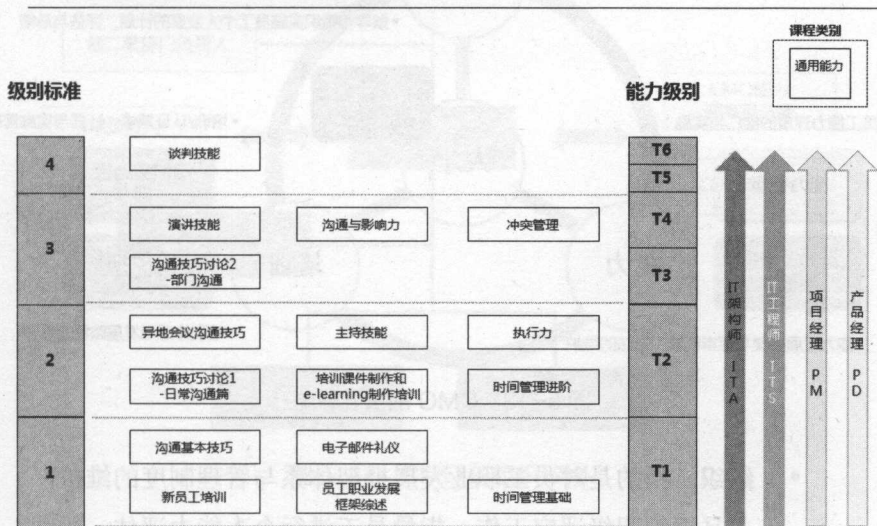 课程类别
通用能力
级别标准
能力级别
4
谈判技能
T6
T5
3
演讲技能
沟通与影响力
冲突管理
T4
沟通技巧讨论2
-部门沟通
T3
2
异地会议沟通技巧
主持技能
执行力
T2
沟通技巧讨论1
-日常沟通篇
培训课件制作和
e-learning制作培训
时间管理进阶
1
沟通基本技巧
电子邮件礼仪
T1
新员工培训
员工职业发展
框架综述
时间管理基础
IT架构师 ITA
IT工程师 ITS
项目经理 PM
产品经理 PD